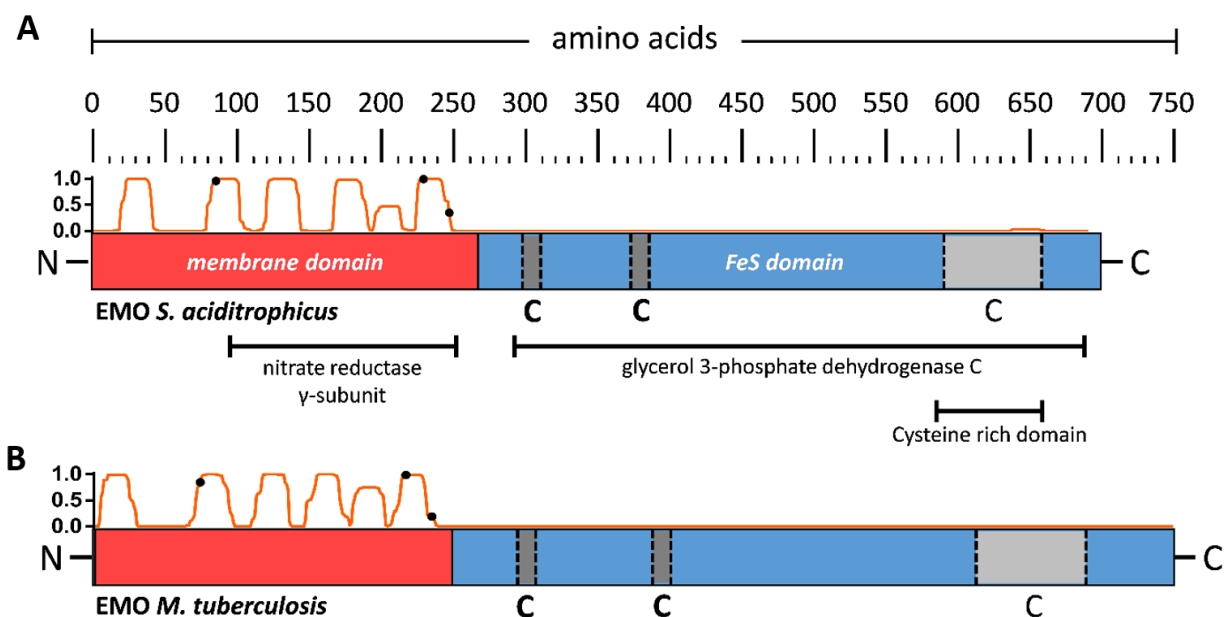 A
amino acids
0 50 100 150 200 250 300 350 400 450 500 550 600 650 700 750
1.0
0.5
0.0
N membrane domain FeS domain C
EMO S. aciditrophicus C C C
nitrate reductase
γ-subunit
glycerol 3-phosphate dehydrogenase C
Cysteine rich domain
B
1.0
0.5
0.0
N C
EMO M. tuberculosis C C C